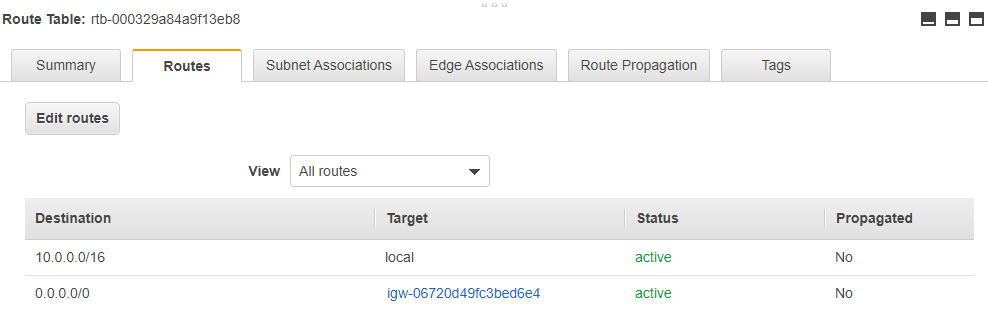 Route Table: rtb-000329a84a9f13eb8
Summary Routes Subnet Associations Edge Associations Route Propagation Tags
Edit routes
View All routes
Destination Target Status Propagated
10.0.0.0/16 local active No
0.0.0.0/0 igw-06720d49fc3bed6e4 active No